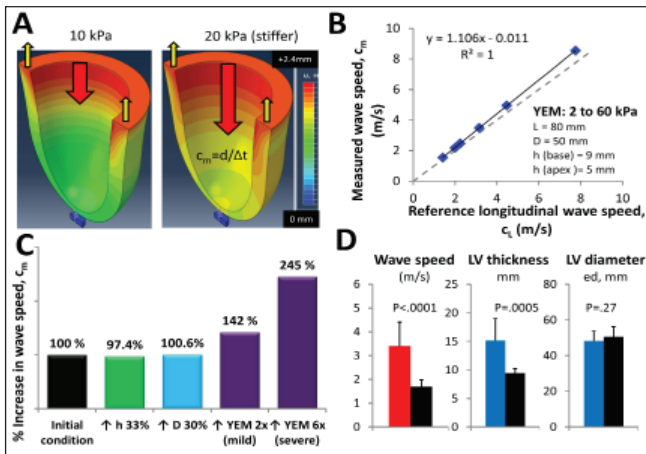 A
10 kPa
20 kPa (stiffer)
+2.4mm
cm=d/Δt
0 mm
B
y = 1.106x - 0.011
R² = 1
Measured wave speed, cm
(m/s)
10
8
6
4
2
0
YEM: 2 to 60 kPa
L = 80 mm
D = 50 mm
h (base) = 9 mm
h (apex )= 5 mm
0 2 4 6 8 10
Reference longitudinal wave speed,
cL (m/s)
C
% Increase in wave speed, cm
100 %
97.4%
100.6%
142 %
245 %
Initial
condition
↑ h 33%
↑ D 30%
↑ YEM 2x
(mild)
↑ YEM 6x
(severe)
D
Wave speed
(m/s)
P<.0001
6
5
4
3
2
1
0
LV thickness
mm
P=.0005
20
15
10
5
0
LV diameter
ed, mm
P=.27
80
60
40
20
0